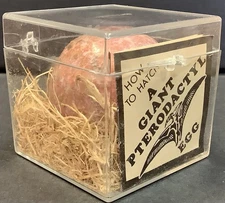 HOW
TO HATCH
A
GIANT
PTERODACTYL
EGG